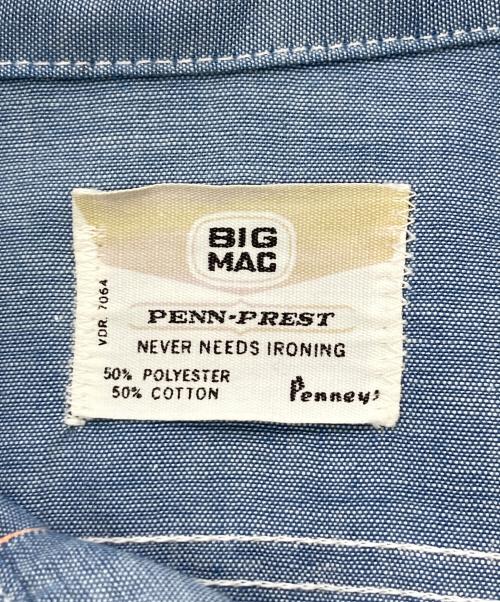 BIG
MAC
VDR. 7064
PENN-PREST
NEVER NEEDS IRONING
50% POLYESTER
50% COTTON
Penneys